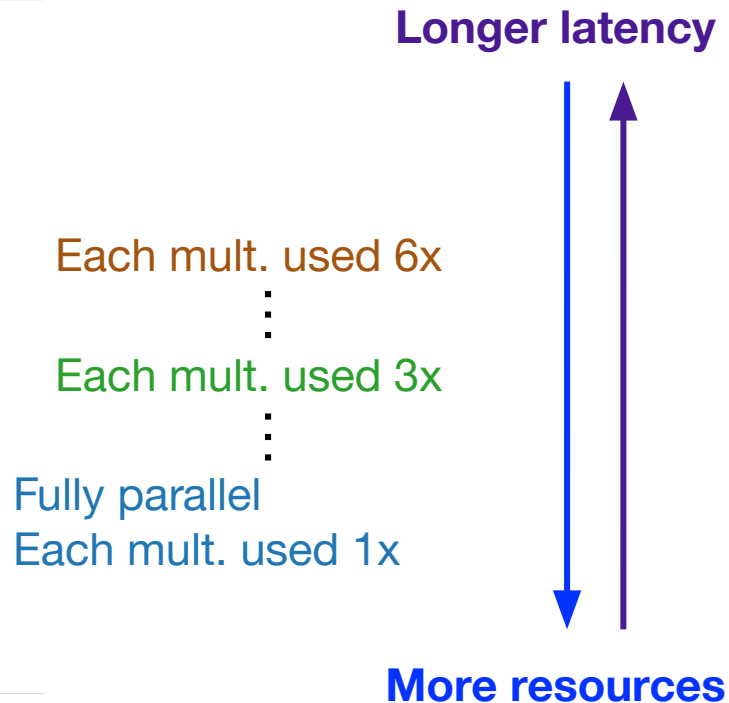 Longer latency
Each mult. used 6x
Each mult. used 3x
Fully parallel
Each mult. used 1x
More resources